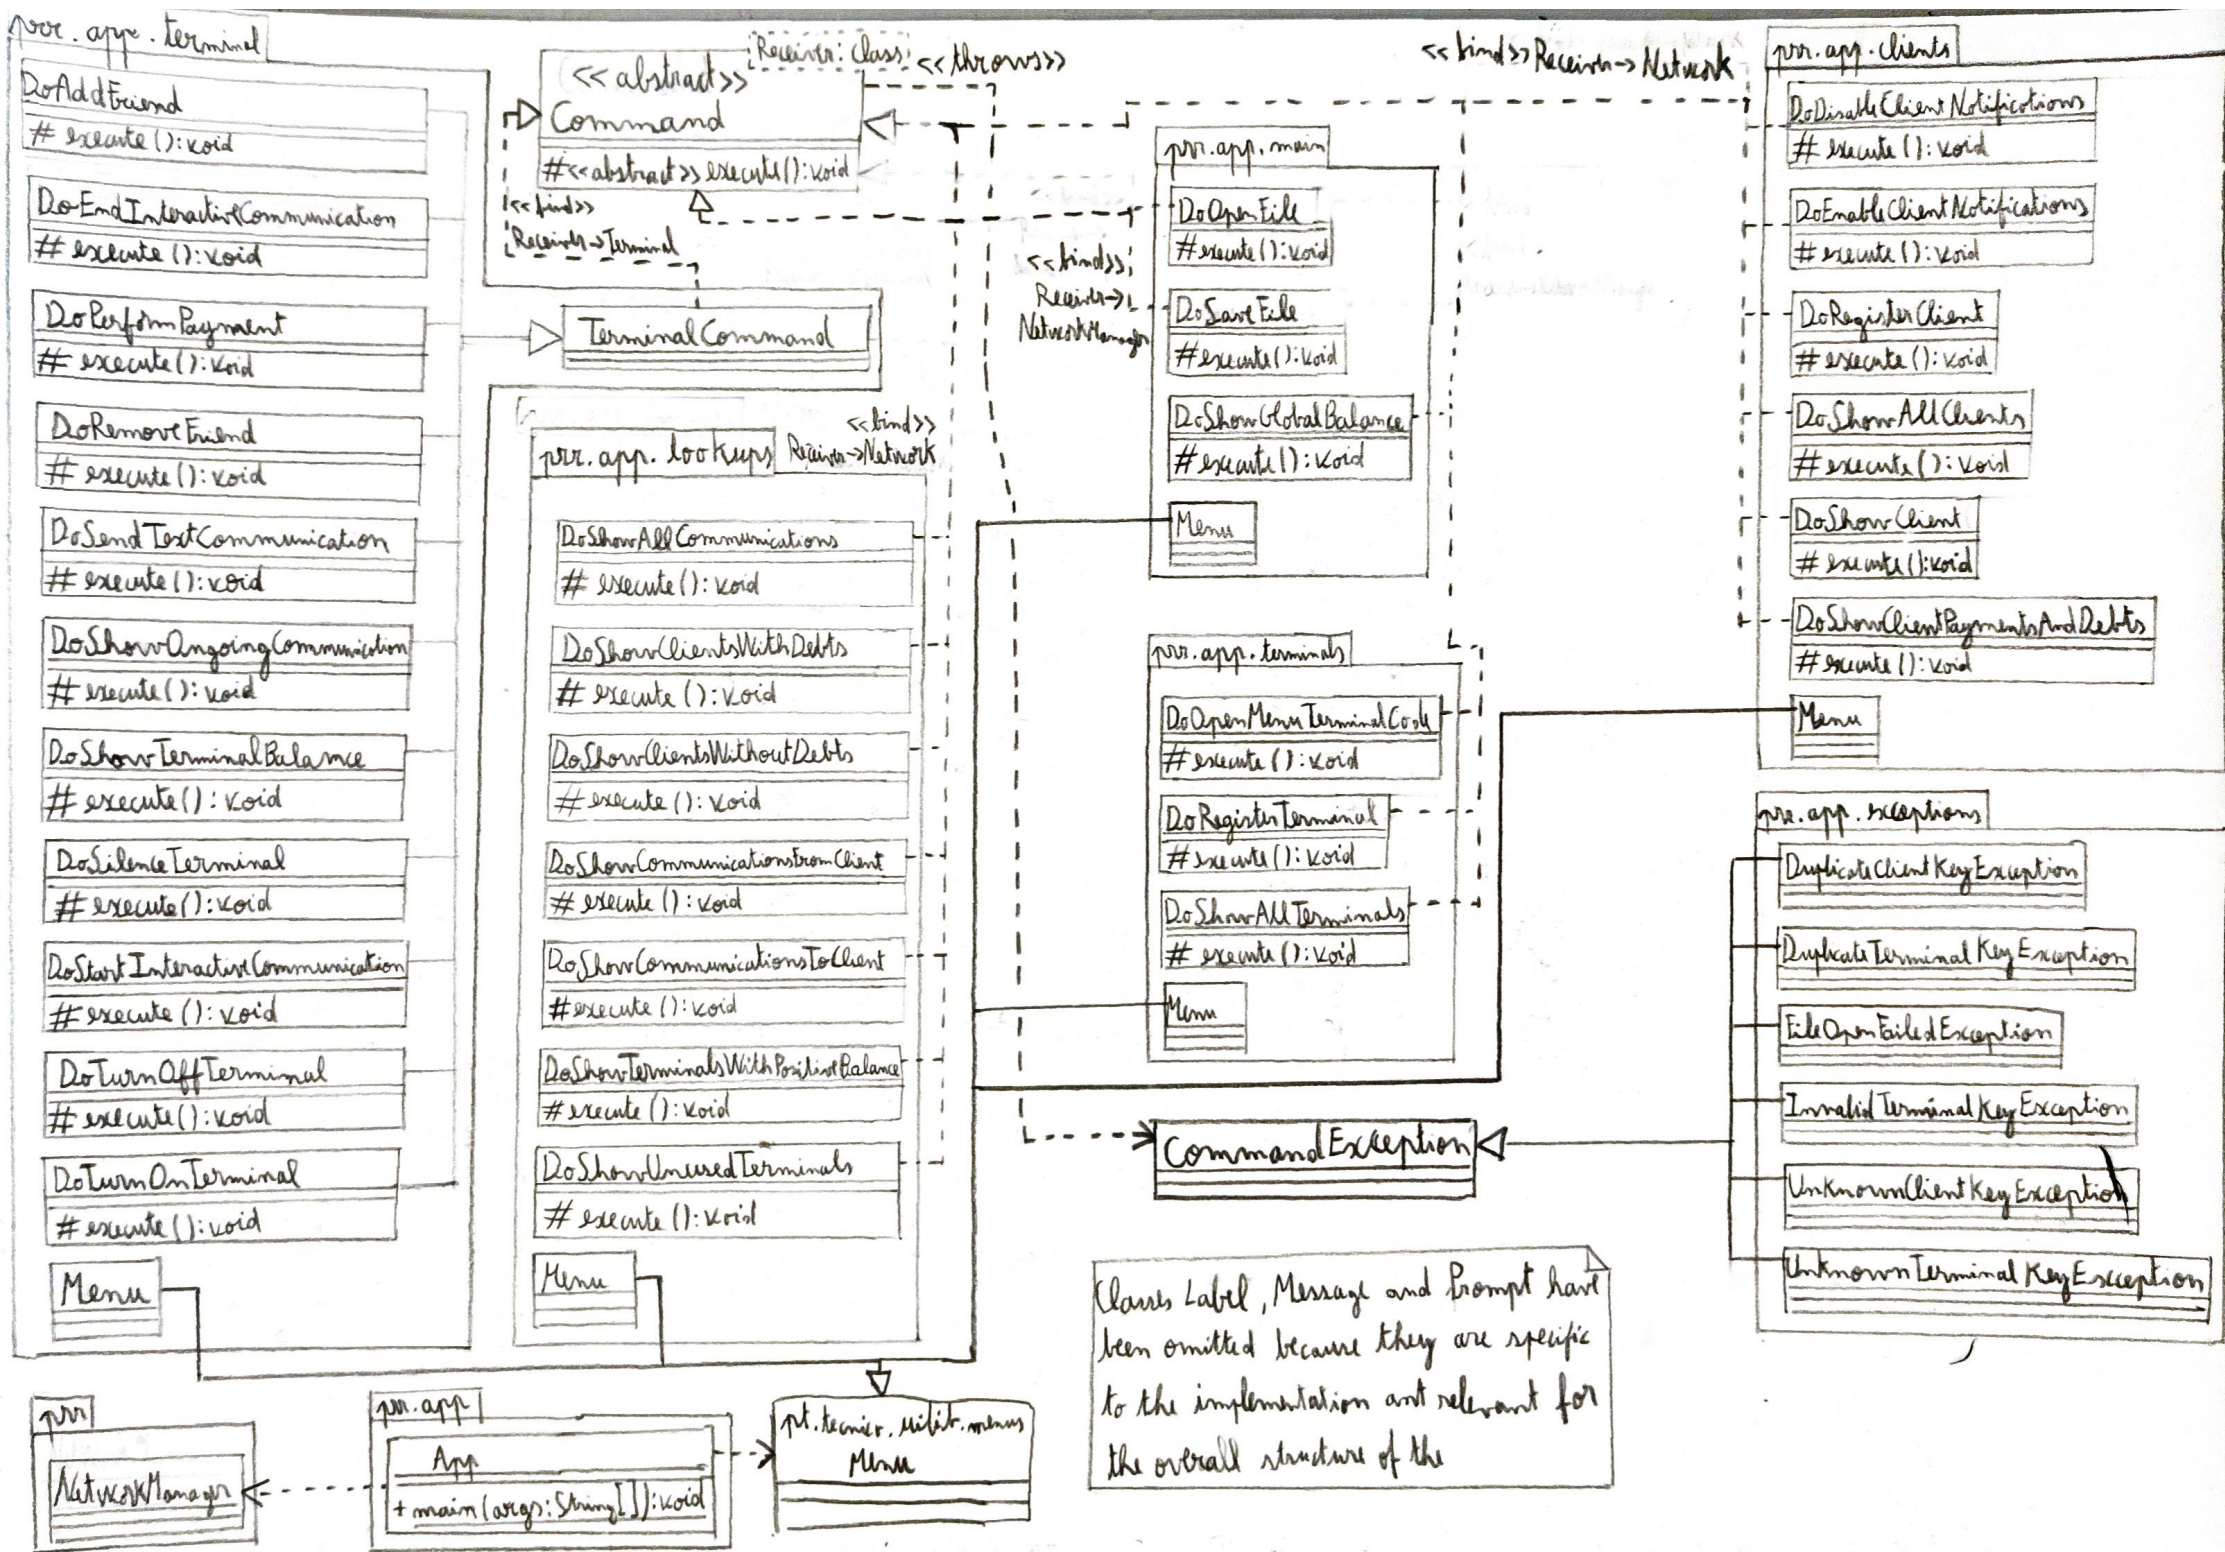 prr.app.terminal
DoAddFriend
# execute(): void
DoEndInteractiveCommunication
# execute(): void
DoPerformPayment
# execute(): void
DoRemoveFriend
# execute(): void
DoSendTextCommunication
# execute(): void
DoShowOngoingCommunication
# execute(): void
DoShowTerminalBalance
# execute(): void
DoSilenceTerminal
# execute(): void
DoStartInteractiveCommunication
# execute(): void
DoTurnOffTerminal
# execute(): void
DoTurnOnTerminal
# execute(): void
Menu
TerminalCommand
Receiver: Class
<<abstract>>
Command
#<<abstract>> execute(): void
<<throws>>
<<bind>>
Receiver->Terminal
<<bind>>
Receiver->
NetworkManager
<<bind>> Receiver->Network
<<bind>>
Receiver->Network
prr.app.lookups
DoShowAllCommunications
# execute(): void
DoShowClientsWithDebts
# execute(): void
DoShowClientsWithoutDebts
# execute(): void
DoShowCommunicationsFromClient
# execute(): void
DoShowCommunicationsToClient
# execute(): void
DoShowTerminalsWithPositiveBalance
# execute(): void
DoShowUnusedTerminals
# execute(): void
Menu
prr.app.main
DoOpenFile
# execute(): void
DoSaveFile
# execute(): void
DoShowGlobalBalance
# execute(): void
Menu
prr.app.terminals
DoOpenMenuTerminalCosle
# execute(): void
DoRegisterTerminal
# execute(): void
DoShowAllTerminals
# execute(): void
Menu
prr.app.clients
DoDisableClientNotifications
# execute(): void
DoEnableClientNotifications
# execute(): void
DoRegisterClient
# execute(): void
DoShowAllClients
# execute(): void
DoShowClient
# execute(): void
DoShowClientPaymentsAndDebts
# execute(): void
Menu
prr.app.exceptions
DuplicateClientKeyException
DuplicateTerminalKeyException
FileOpenFailedException
InvalidTerminalKeyException
UnknownClientKeyException
UnknownTerminalKeyException
CommandException
Classes Label, Message and Prompt have
been omitted because they are specific
to the implementation ant relevant for
the overall structure of the
prr
NetworkManager
prr.app
App
+ main(args: String[]): void
pt.tecnico.uilib.menus
Menu